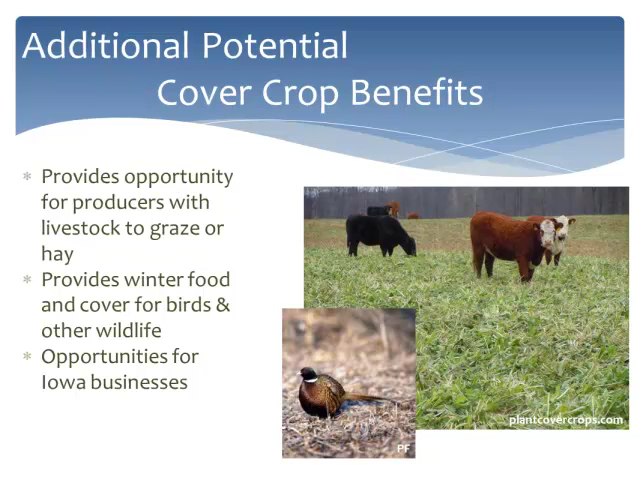 Additional Potential
Cover Crop Benefits
Provides opportunity
for producers with
livestock to graze or
hay
Provides winter food
and cover for birds &
other wildlife
Opportunities for
Iowa businesses
plantcovercrops.com
PF